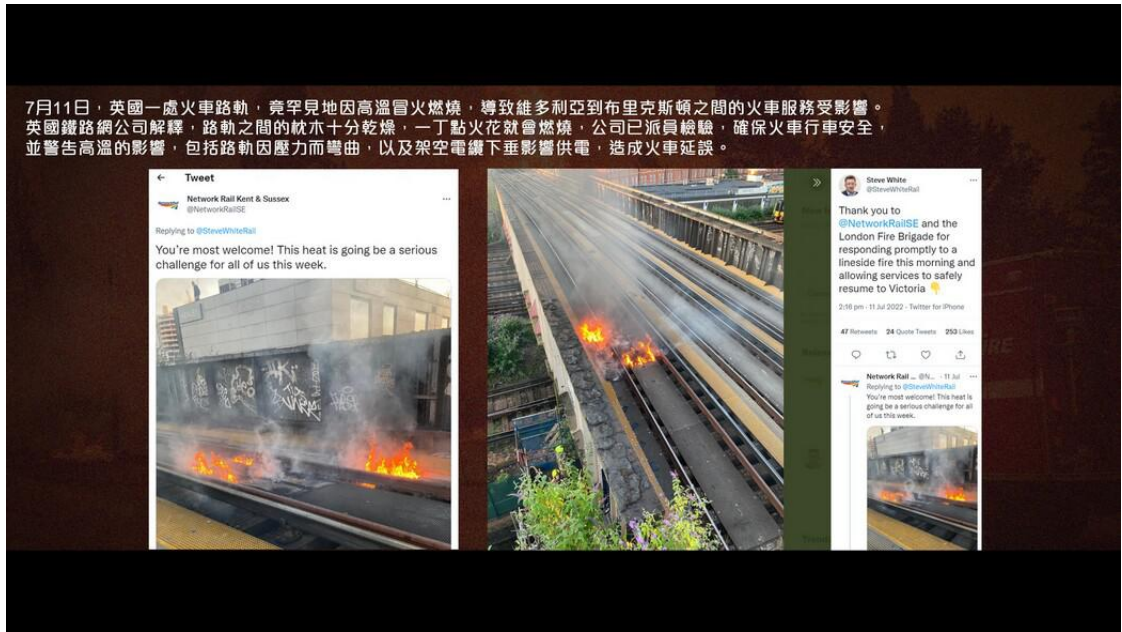 7月11日，英國一處火車路軌，竟罕見地因高溫冒火燃燒，導致維多利亞到布里克斯頓之間的火車服務受影響。
英國鐵路網公司解釋，路軌之間的枕木十分乾燥，一丁點火花就會燃燒，公司已派員檢驗，確保火車行車安全，
並警告高溫的影響，包括路軌因壓力而彎曲，以及架空電纜下垂影響供電，造成火車延誤。
Tweet
Network Rail Kent & Sussex
@NetworkRailSE
Replying to @SteveWhiteRail
You're most welcome! This heat is going be a serious
challenge for all of us this week.
Steve White
@SteveWhiteRail
Thank you to
@NetworkRailSE and the
London Fire Brigade for
responding promptly to a
lineside fire this morning and
allowing services to safely
resume to Victoria 👇
2:16 pm · 11 Jul 2022 · Twitter for iPhone
47 Retweets 24 Quote Tweets 253 Likes
Network Rail ... @N... · 11 Jul
Replying to @SteveWhiteRail
You're most welcome! This heat is
going be a serious challenge for all
of us this week.